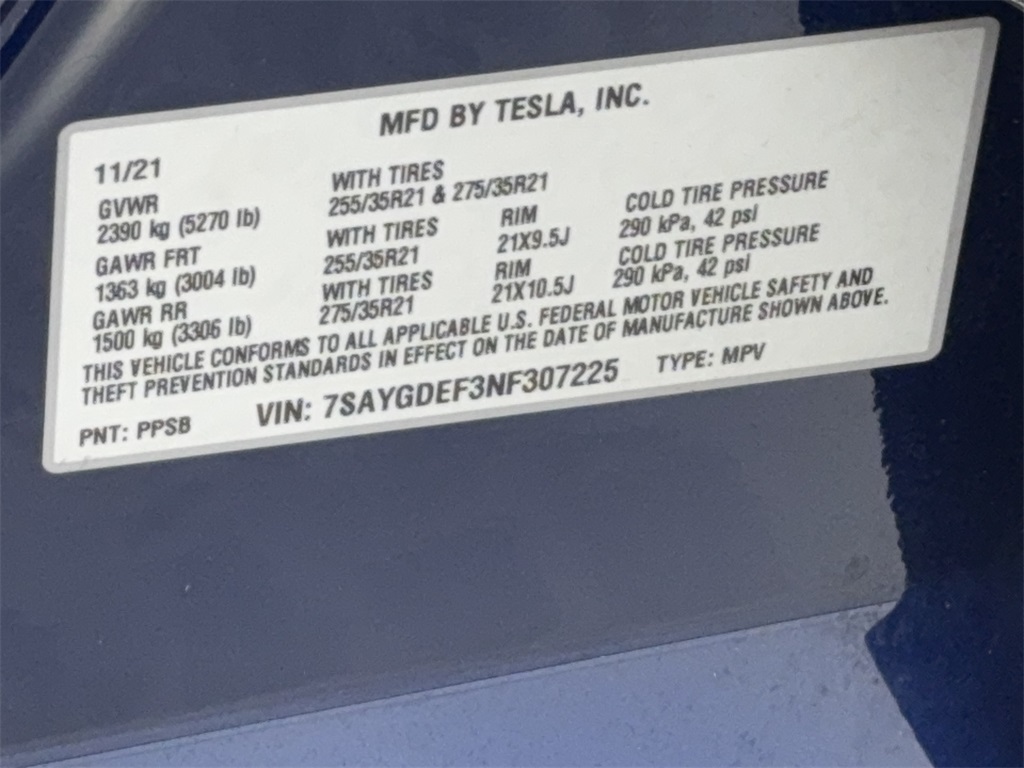 MFD BY TESLA, INC.
11/21
GVWR
2390 kg (5270 lb)
WITH TIRES
255/35R21 & 275/35R21
GAWR FRT
1363 kg (3004 lb)
WITH TIRES
255/35R21
RIM
21X9.5J
COLD TIRE PRESSURE
290 kPa, 42 psi
GAWR RR
1500 kg (3306 lb)
WITH TIRES
275/35R21
RIM
21X10.5J
COLD TIRE PRESSURE
290 kPa, 42 psi
THIS VEHICLE CONFORMS TO ALL APPLICABLE U.S. FEDERAL MOTOR VEHICLE SAFETY AND
THEFT PREVENTION STANDARDS IN EFFECT ON THE DATE OF MANUFACTURE SHOWN ABOVE.
PNT: PPSB VIN: 7SAYGDEF3NF307225 TYPE: MPV